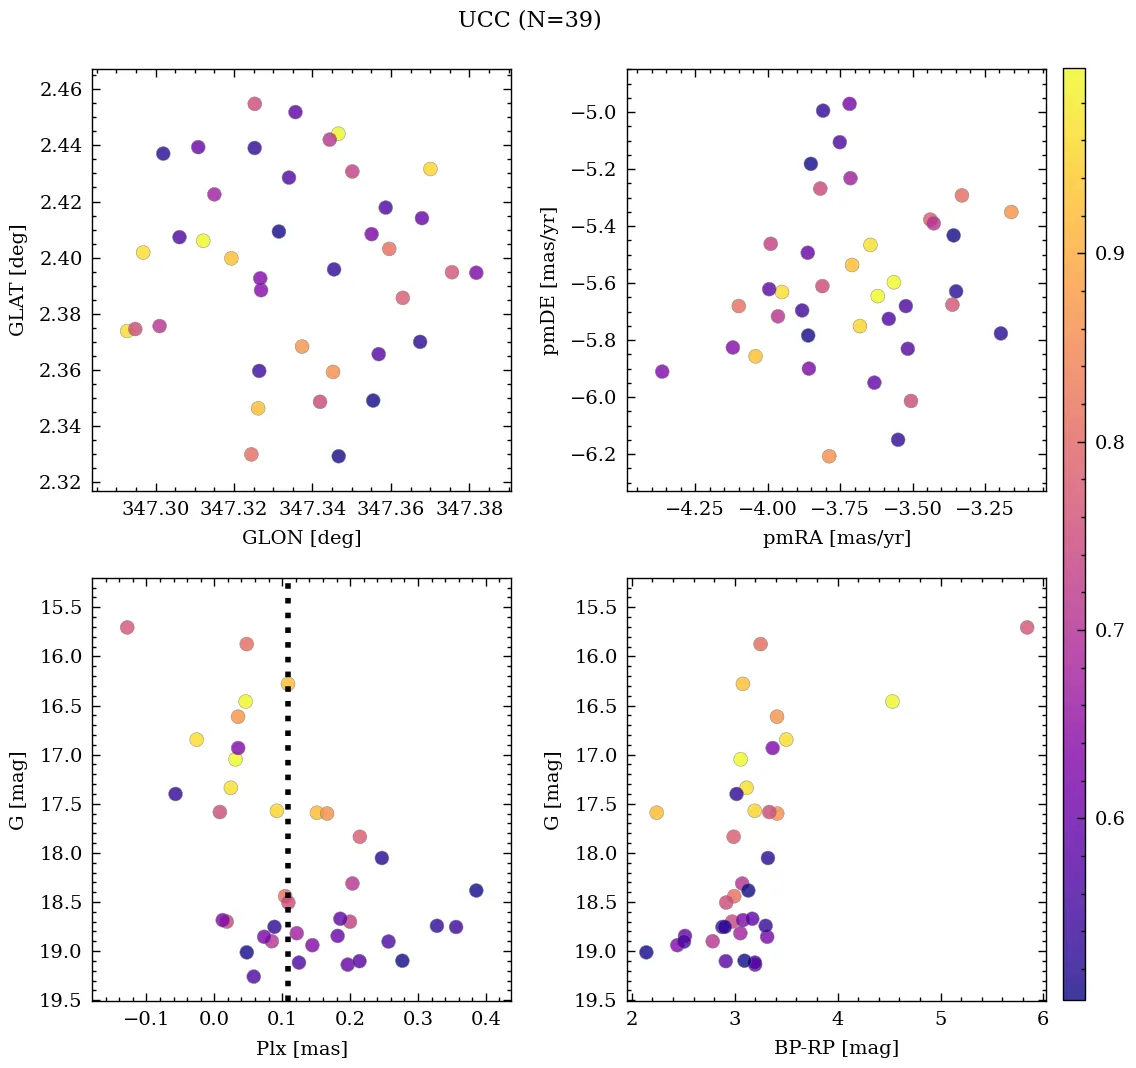 UCC (N=39)
2.46
2.44
2.42
2.40
2.38
2.36
2.34
2.32
GLAT [deg]
347.30 347.32 347.34 347.36 347.38
GLON [deg]
−5.0
−5.2
−5.4
−5.6
−5.8
−6.0
−6.2
pmDE [mas/yr]
−4.25 −4.00 −3.75 −3.50 −3.25
pmRA [mas/yr]
0.9
0.8
0.7
0.6
15.5
16.0
16.5
17.0
17.5
18.0
18.5
19.0
19.5
G [mag]
−0.1 0.0 0.1 0.2 0.3 0.4
Plx [mas]
15.5
16.0
16.5
17.0
17.5
18.0
18.5
19.0
19.5
G [mag]
2 3 4 5 6
BP-RP [mag]